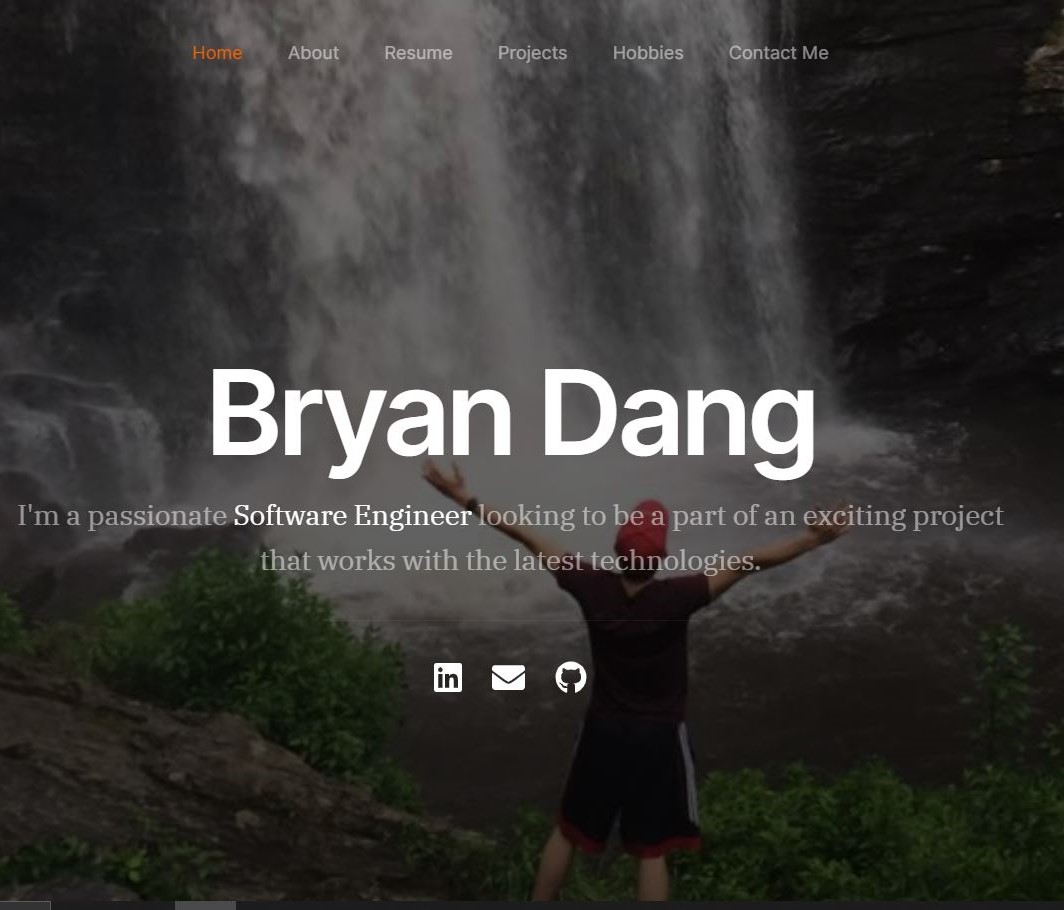 Home About Resume Projects Hobbies Contact Me
Bryan Dang
I'm a passionate Software Engineer looking to be a part of an exciting project
that works with the latest technologies.
in